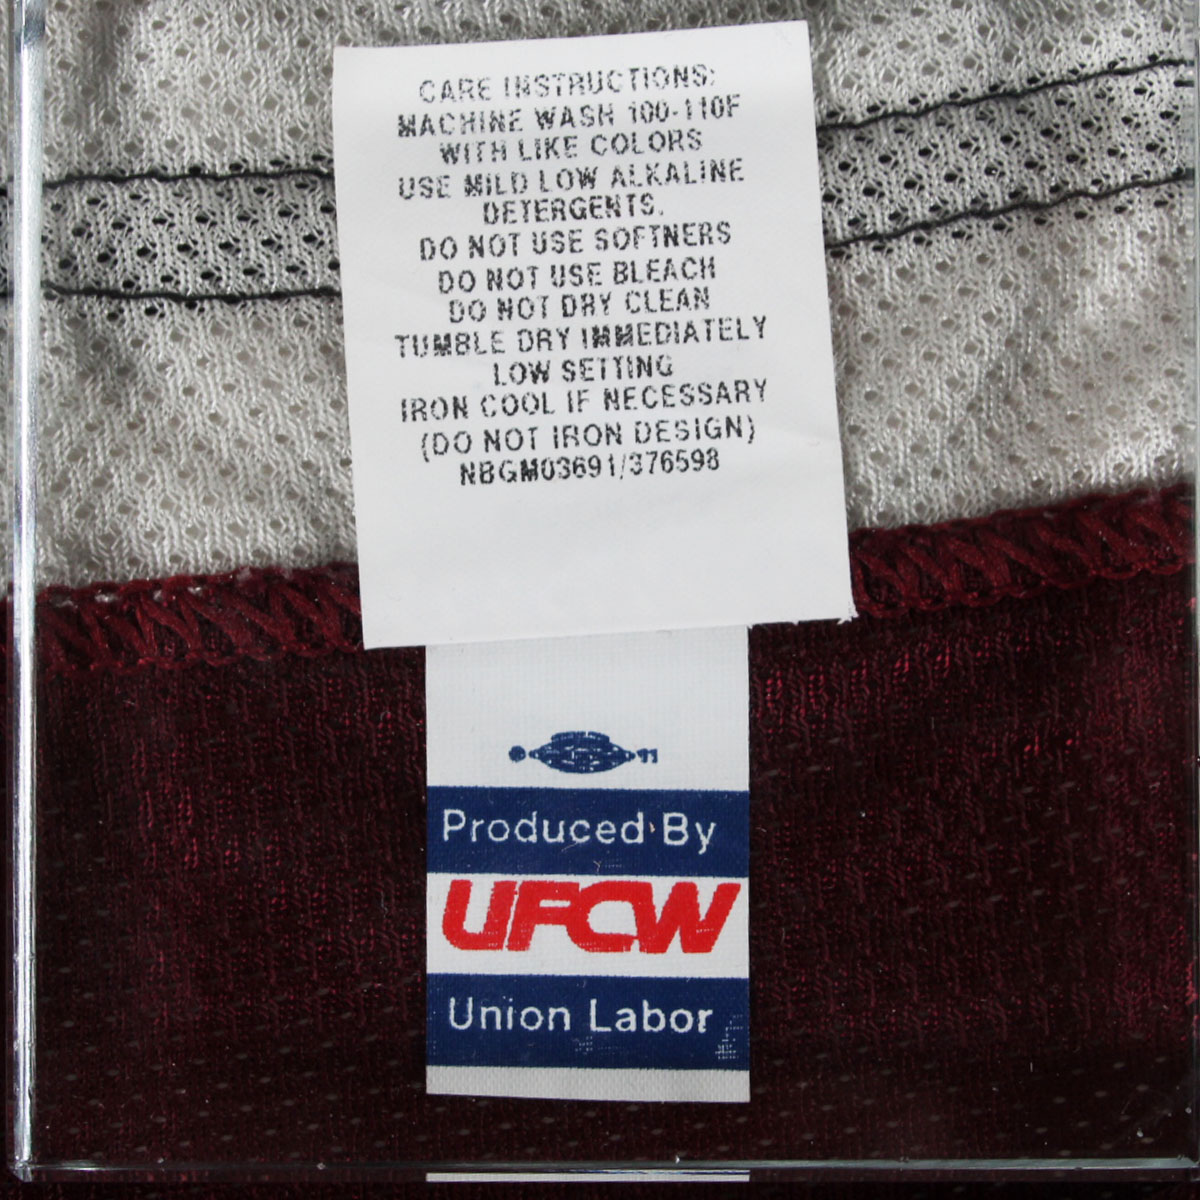 CARE INSTRUCTIONS:
MACHINE WASH 100-110F
WITH LIKE COLORS
USE MILD LOW ALKALINE
DETERGENTS.
DO NOT USE SOFTNERS
DO NOT USE BLEACH
DO NOT DRY CLEAN
TUMBLE DRY IMMEDIATELY
LOW SETTING
IRON COOL IF NECESSARY
(DO NOT IRON DESIGN)
NBGM03691/376598
Produced By
UFCW
Union Labor